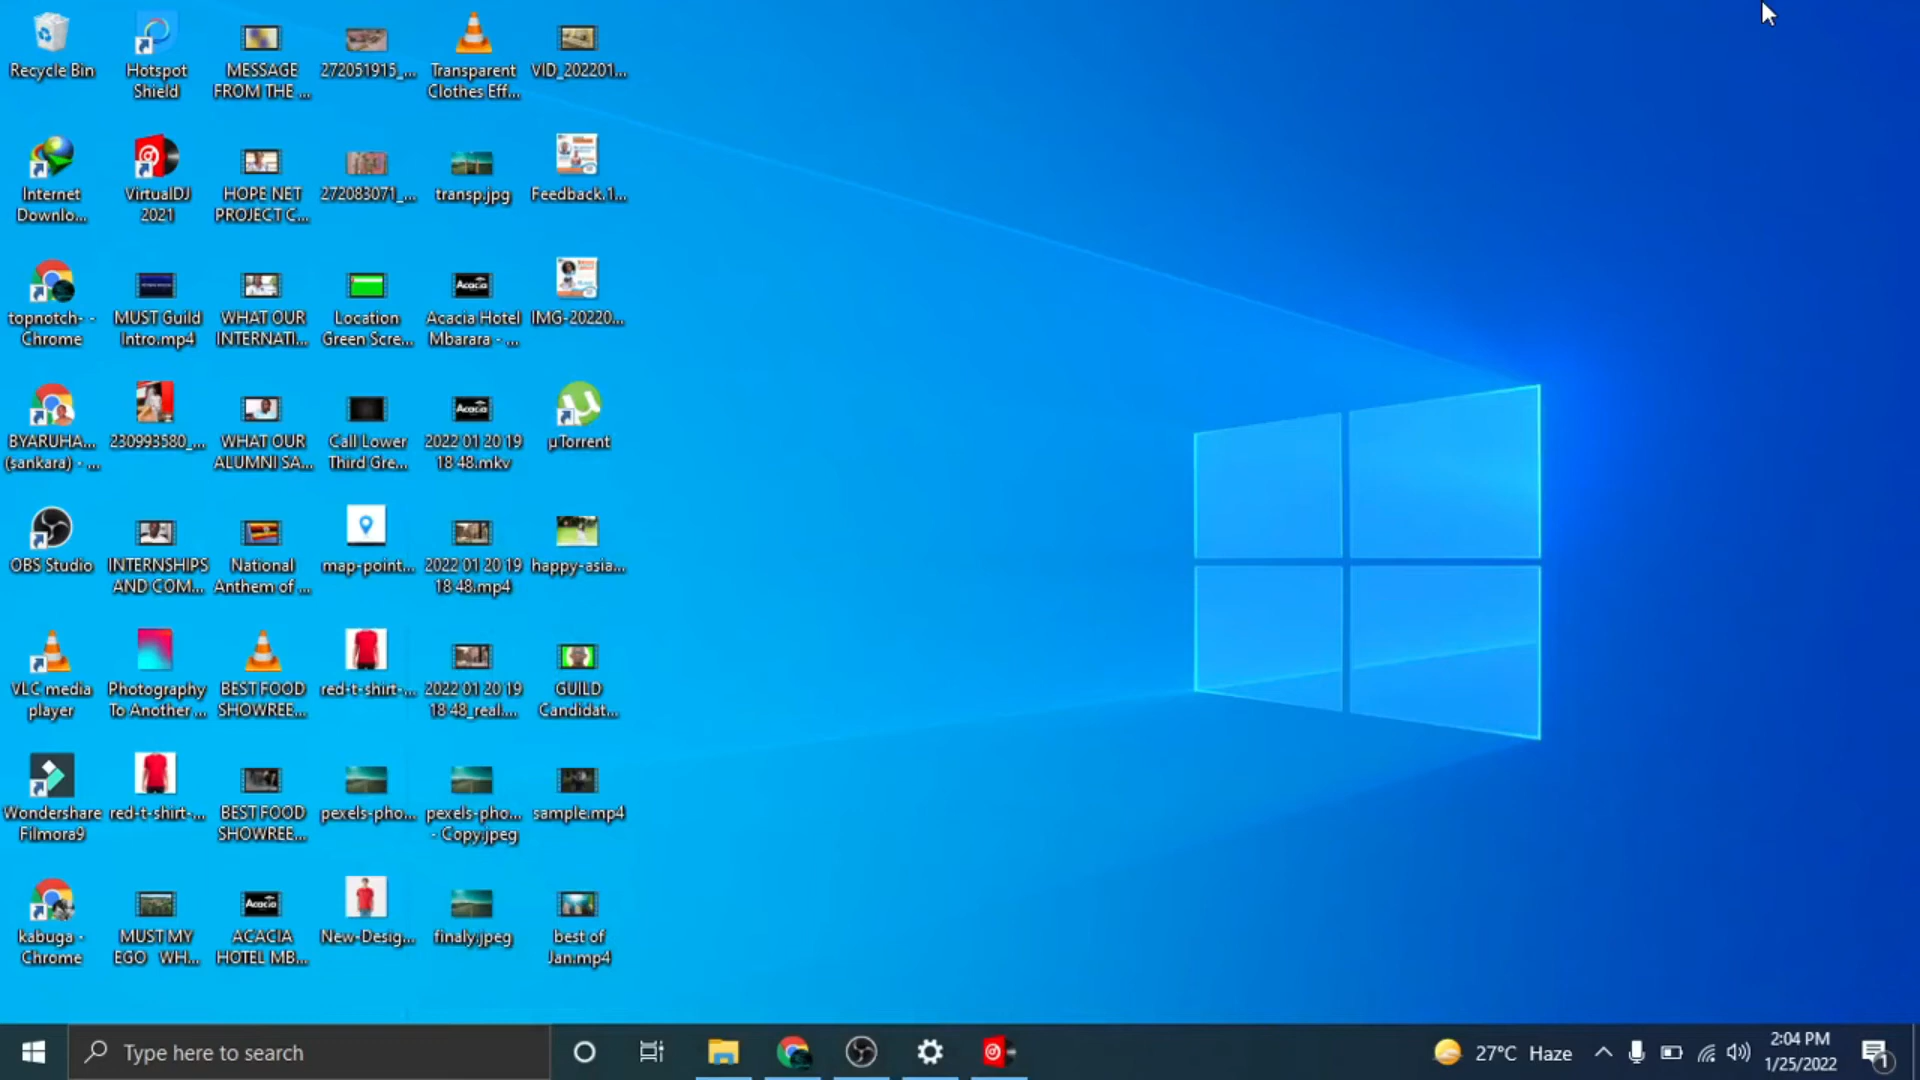 Recycle Bin
Hotspot
Shield
MESSAGE
FROM THE ...
272051915_...
Transparent
Clothes Eff...
VID_202201...
Internet
Downlo...
VirtualDJ
2021
HOPE NET
PROJECT C...
272083071_...
transp.jpg
Feedback.1...
topnotch- -
Chrome
MUST Guild
Intro.mp4
WHAT OUR
INTERNATI...
Location
Green Scre...
Acacia Hotel
Mbarara - ...
IMG-20220...
BYARUHA...
(sankara) - ...
230993580_...
WHAT OUR
ALUMNI SA...
Call Lower
Third Gre...
2022 01 20 19
18 48.mkv
µTorrent
OBS Studio
INTERNSHIPS
AND COM...
National
Anthem of ...
map-point...
2022 01 20 19
18 48.mp4
happy-asia...
VLC media
player
Photography
To Another ...
BEST FOOD
SHOWREE...
red-t-shirt-...
2022 01 20 19
18 48_real....
GUILD
Candidat...
Wondershare
Filmora9
red-t-shirt-...
BEST FOOD
SHOWREE...
pexels-pho...
pexels-pho...
- Copy.jpeg
sample.mp4
kabuga -
Chrome
MUST MY
EGO WH...
Acacia
ACACIA
HOTEL MB...
New-Desig...
finaly.jpeg
best of
Jan.mp4
Type here to search
27°C Haze
2:04 PM
1/25/2022
1